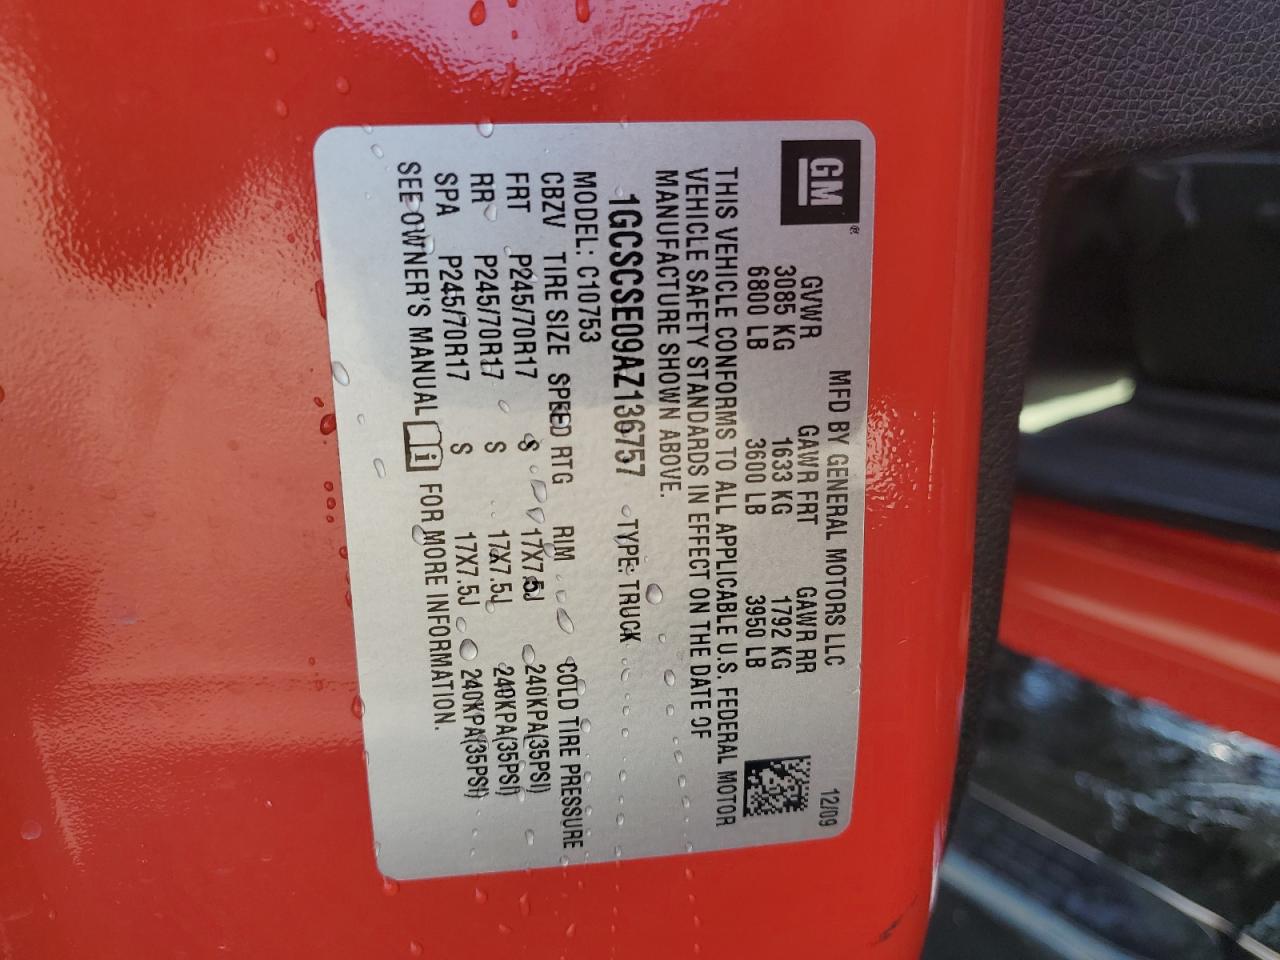 GM®
MFD BY GENERAL MOTORS LLC 12/09
GVWR GAWR FRT GAWR RR
3085 KG 1633 KG 1792 KG
6800 LB 3600 LB 3950 LB
THIS VEHICLE CONFORMS TO ALL APPLICABLE U.S. FEDERAL MOTOR
VEHICLE SAFETY STANDARDS IN EFFECT ON THE DATE OF
MANUFACTURE SHOWN ABOVE.
1GCSCSE09AZ136757 TYPE: TRUCK
MODEL: C10753
CBZV TIRE SIZE SPEED RTG RIM COLD TIRE PRESSURE
FRT P245/70R17 S 17X7.5J 240KPA(35PSI)
RR P245/70R17 S 17X7.5J 240KPA(35PSI)
SPA P245/70R17 S 17X7.5J 240KPA(35PSI)
SEE OWNER'S MANUAL i FOR MORE INFORMATION.